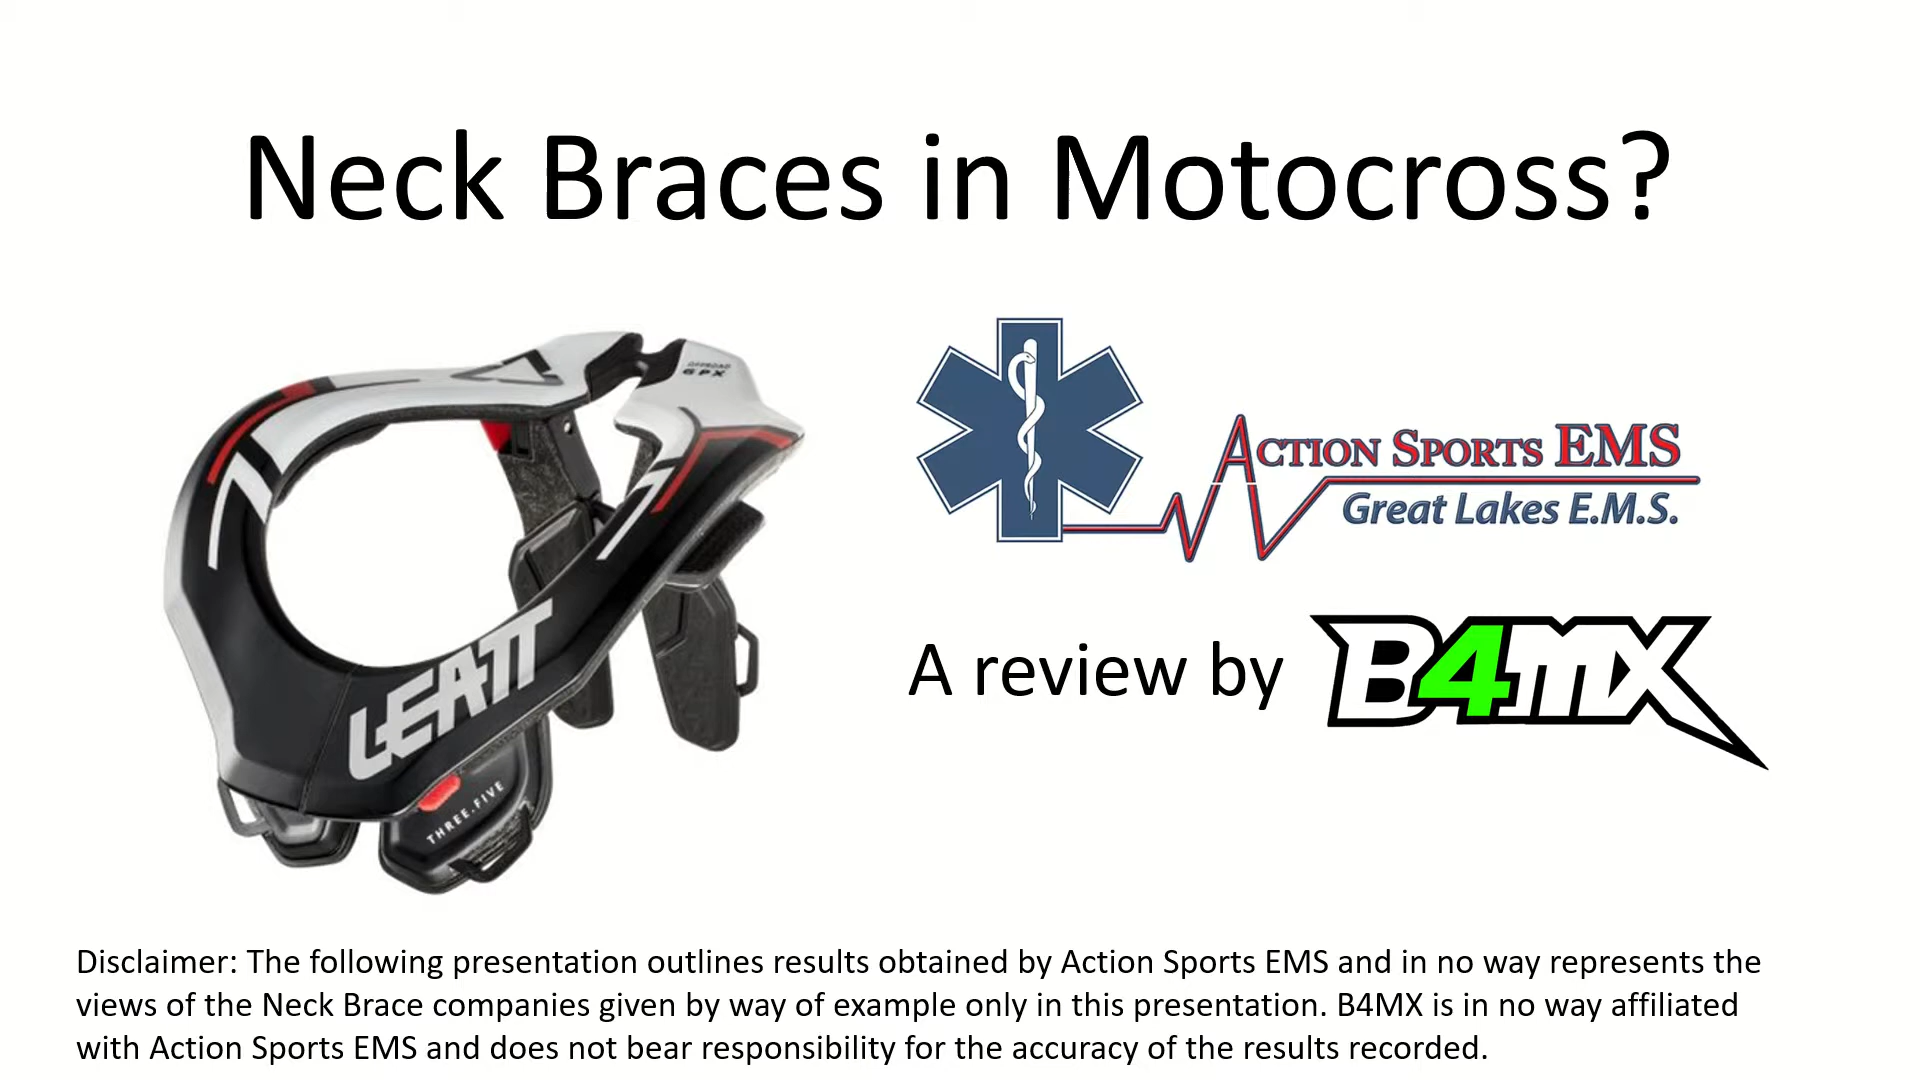 Neck Braces in Motocross?
OFFROAD
GPX
ACTION SPORTS EMS
Great Lakes E.M.S.
A review by B4MX
LEATT
THREE.FIVE
Disclaimer: The following presentation outlines results obtained by Action Sports EMS and in no way represents the
views of the Neck Brace companies given by way of example only in this presentation. B4MX is in no way affiliated
with Action Sports EMS and does not bear responsibility for the accuracy of the results recorded.